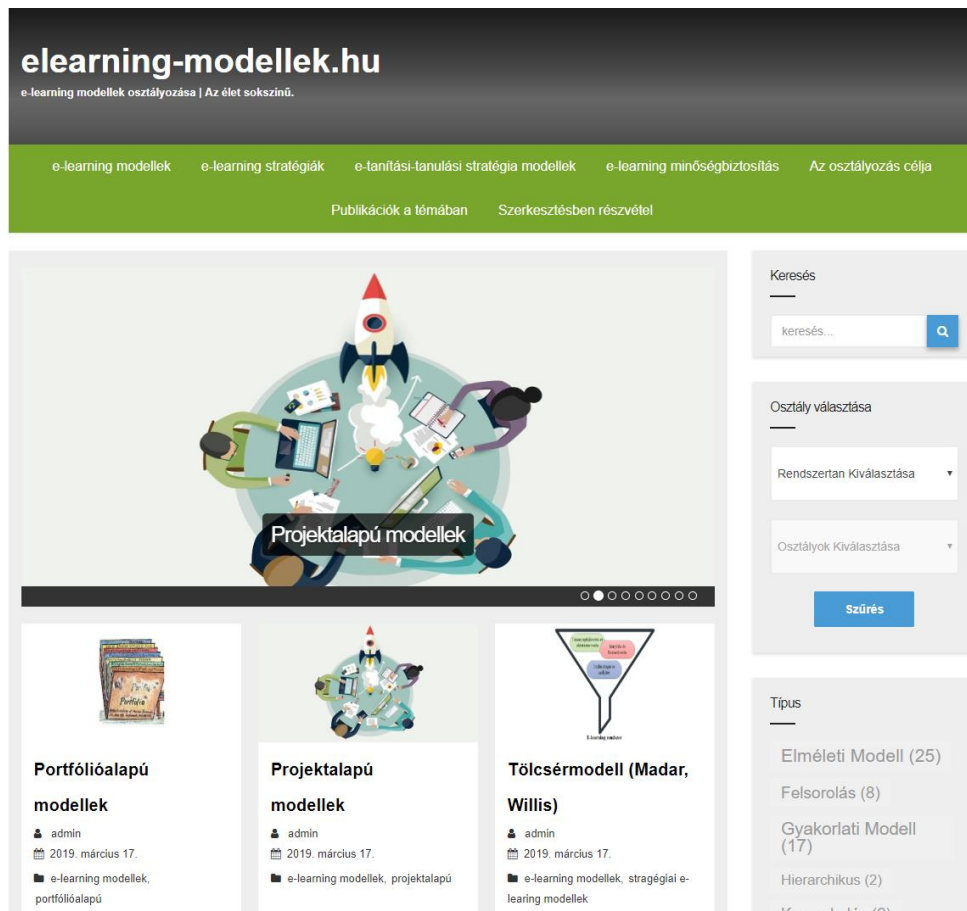 elearning-modellek.hu
e-learning modellek osztályozása | Az élet sokszinű.
e-learning modellek
e-learning stratégiák
e-tanítási-tanulási stratégia modellek
e-learning minőségbiztosítás
Az osztályozás célja
Publikációk a témában
Szerkesztésben részvétel
Projektalapú modellek
Keresés
keresés...
Osztály választása
Rendszertan Kiválasztása
Osztályok Kiválasztása
Szűrés
Portfólió
Portfólióalapú
modellek
admin
2019. március 17.
e-learning modellek,
portfólióalapú
Projektalapú
modellek
admin
2019. március 17.
e-learning modellek, projektalapú
E-learning rendszer
Tölcsérmodell (Madar,
Willis)
admin
2019. március 17.
e-learning modellek, stragégiai e-
learing modellek
Típus
Elméleti Modell (25)
Felsorolás (8)
Gyakorlati Modell
(17)
Hierarchikus (2)